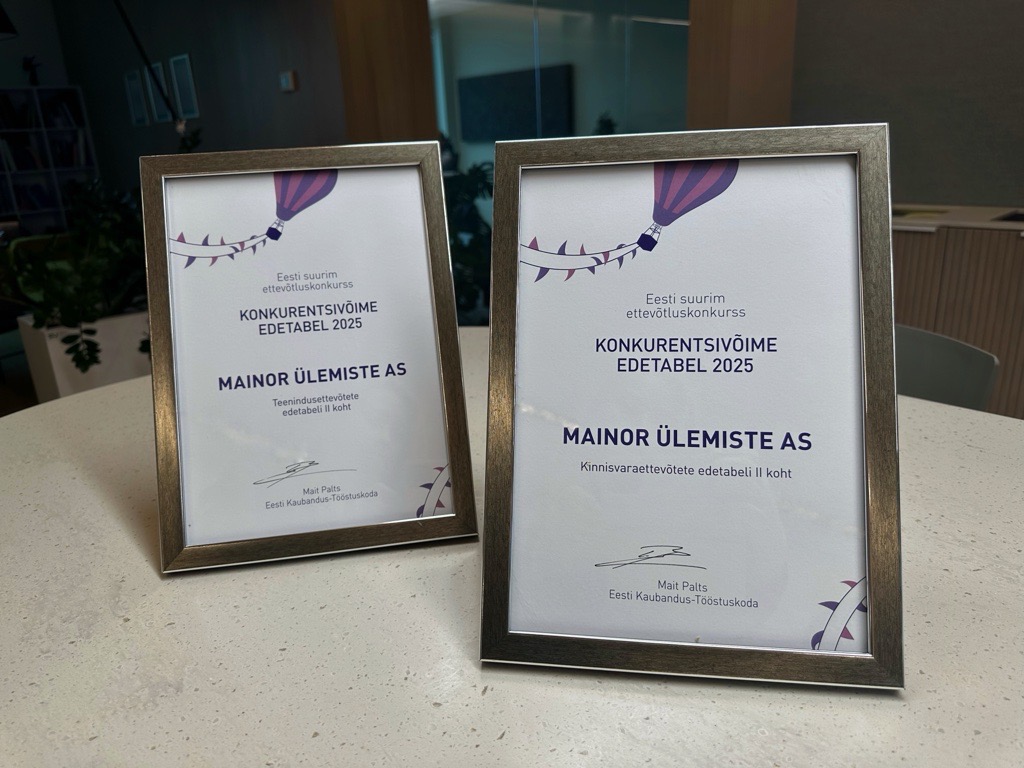 Eesti suurim
ettevõtluskonkurss
KONKURENTSIVÕIME
EDETABEL 2025
MAINOR ÜLEMISTE AS
Teenindusettevõtete
edetabeli II koht
Mait Palts
Eesti Kaubandus-Tööstuskoda
Eesti suurim
ettevõtluskonkurss
KONKURENTSIVÕIME
EDETABEL 2025
MAINOR ÜLEMISTE AS
Kinnisvaraettevõtete edetabeli II koht
Mait Palts
Eesti Kaubandus-Tööstuskoda